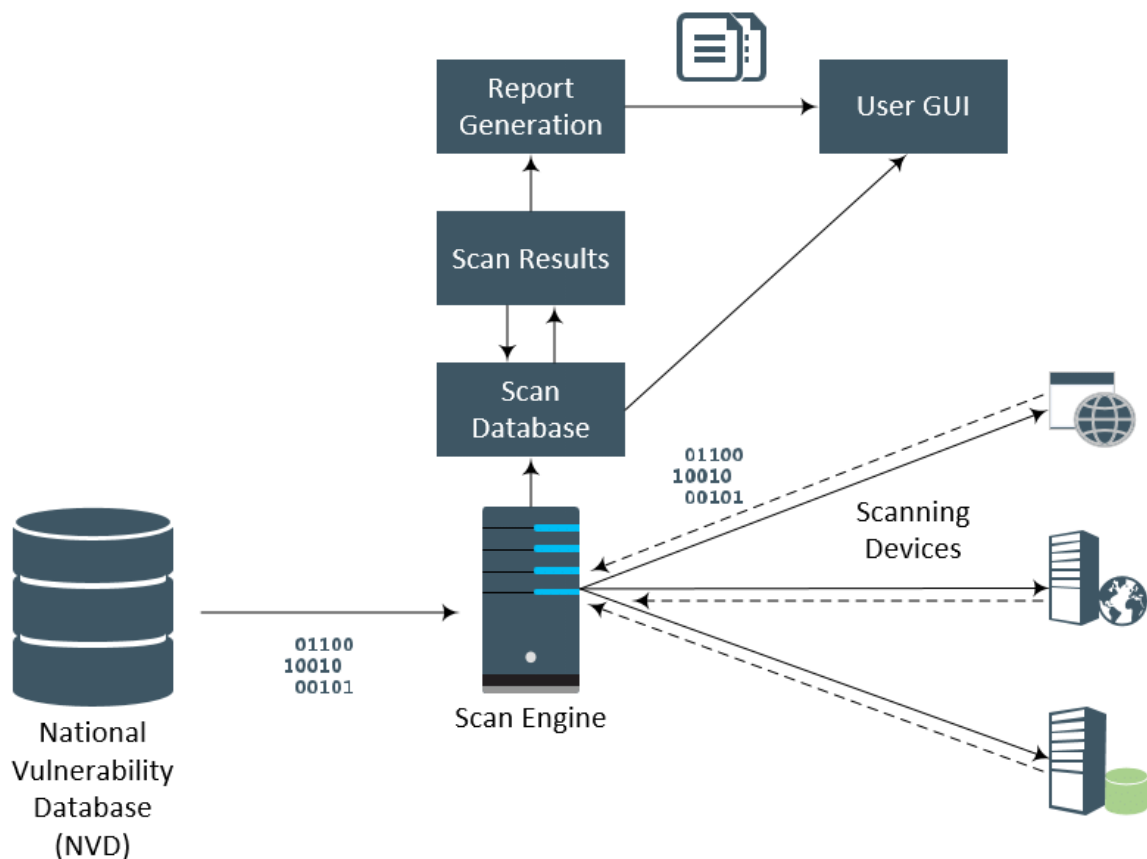 Report
Generation
User GUI
Scan Results
Scan
Database
01100
10010
00101
Scanning
Devices
01100
10010
00101
Scan Engine
National
Vulnerability
Database
(NVD)